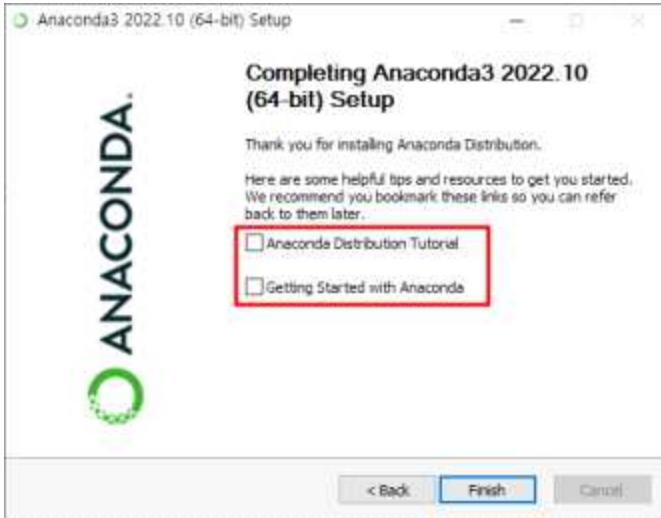 Anaconda3 2022.10 (64-bit) Setup
ANACONDA.
Completing Anaconda3 2022.10
(64-bit) Setup
Thank you for installing Anaconda Distribution.
Here are some helpful tips and resources to get you started.
We recommend you bookmark these links so you can refer
back to them later.
Anaconda Distribution Tutorial
Getting Started with Anaconda
< Back
Finish
Cancel